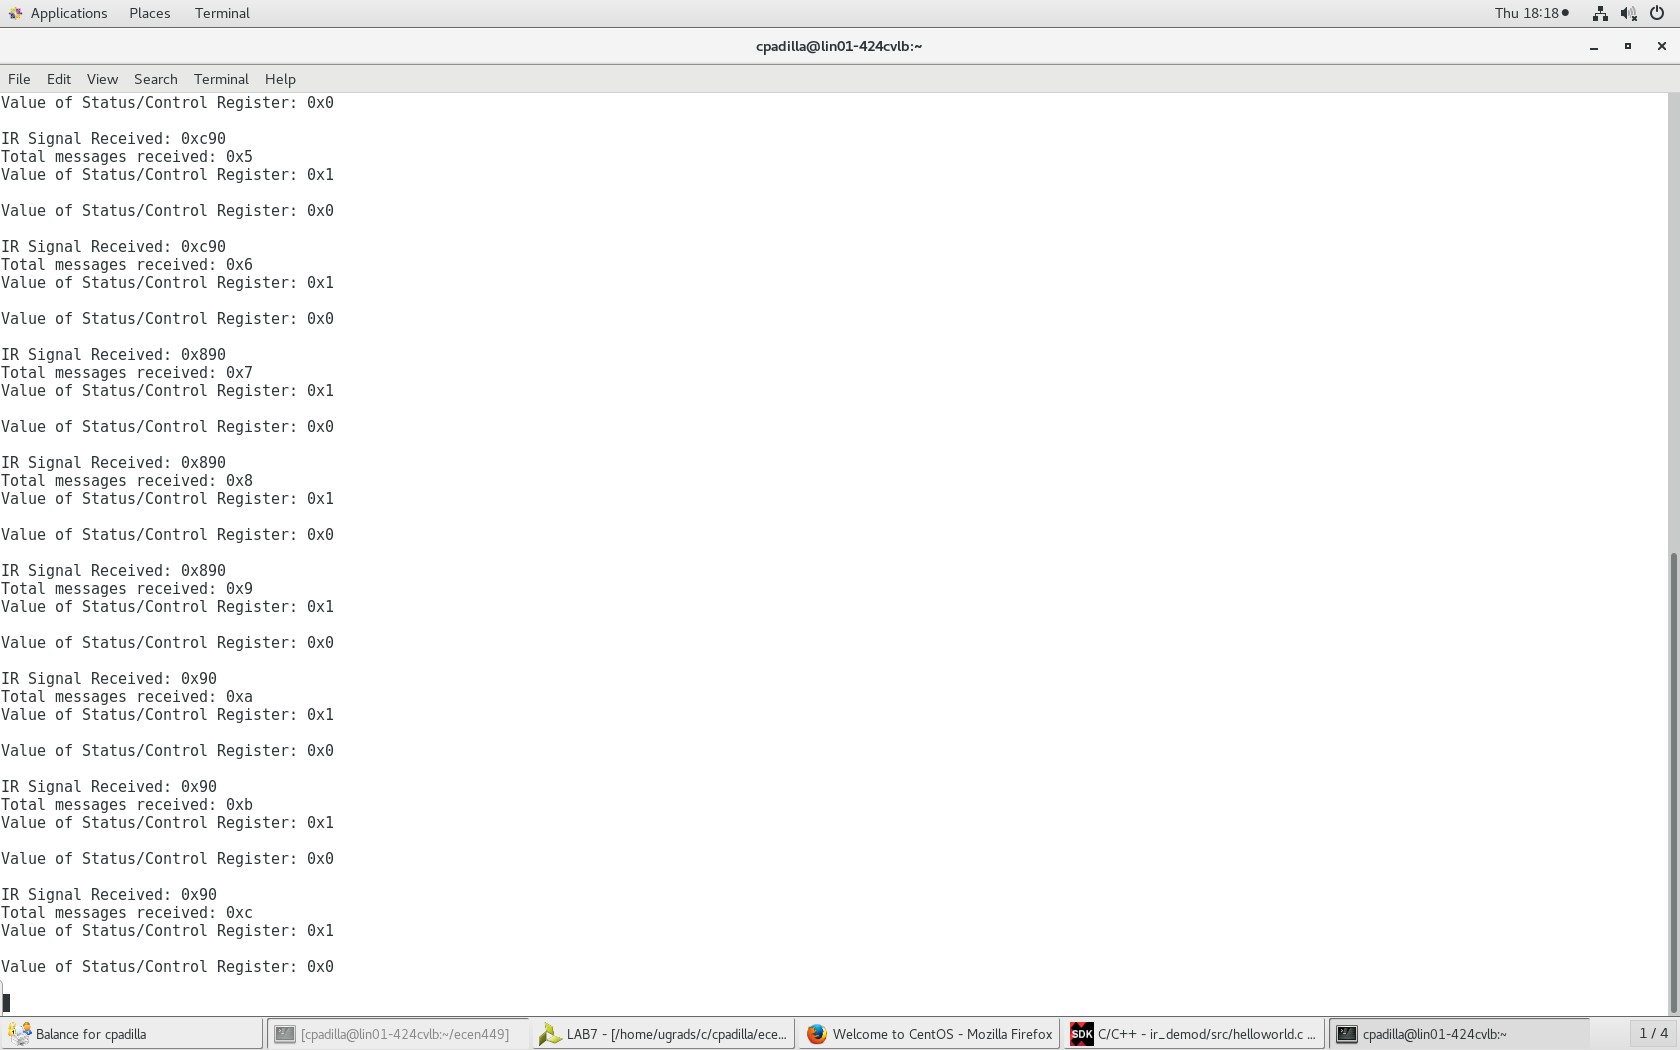 Applications Places Terminal Thu 18:18
cpadilla@lin01-424cvlb:~
File Edit View Search Terminal Help
Value of Status/Control Register: 0x0
IR Signal Received: 0xc90
Total messages received: 0x5
Value of Status/Control Register: 0x1
Value of Status/Control Register: 0x0
IR Signal Received: 0xc90
Total messages received: 0x6
Value of Status/Control Register: 0x1
Value of Status/Control Register: 0x0
IR Signal Received: 0x890
Total messages received: 0x7
Value of Status/Control Register: 0x1
Value of Status/Control Register: 0x0
IR Signal Received: 0x890
Total messages received: 0x8
Value of Status/Control Register: 0x1
Value of Status/Control Register: 0x0
IR Signal Received: 0x890
Total messages received: 0x9
Value of Status/Control Register: 0x1
Value of Status/Control Register: 0x0
IR Signal Received: 0x90
Total messages received: 0xa
Value of Status/Control Register: 0x1
Value of Status/Control Register: 0x0
IR Signal Received: 0x90
Total messages received: 0xb
Value of Status/Control Register: 0x1
Value of Status/Control Register: 0x0
IR Signal Received: 0x90
Total messages received: 0xc
Value of Status/Control Register: 0x1
Value of Status/Control Register: 0x0
Balance for cpadilla [cpadilla@lin01-424cvlb:~/ecen449] LAB7 - [/home/ugrads/c/cpadilla/ece... Welcome to CentOS - Mozilla Firefox SDK C/C++ - ir_demod/src/helloworld.c ... cpadilla@lin01-424cvlb:~ 1 / 4